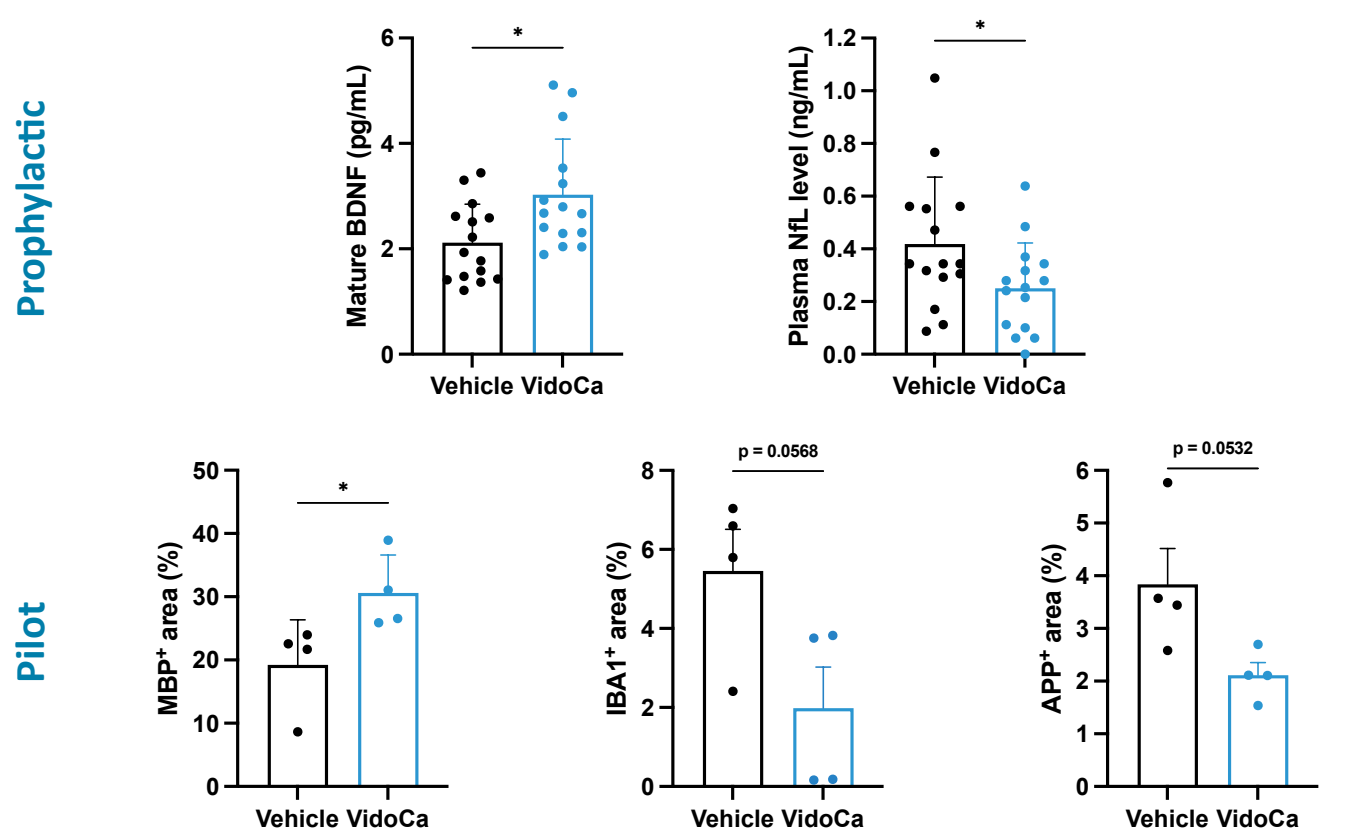 Prophylactic
Mature BDNF (pg/mL)
6
4
2
0
*
Vehicle VidoCa
Plasma NfL level (ng/mL)
1.2
1.0
0.8
0.6
0.4
0.2
0.0
*
Vehicle VidoCa
Pilot
MBP⁺ area (%)
50
40
30
20
10
0
*
Vehicle VidoCa
IBA1⁺ area (%)
8
6
4
2
0
p = 0.0568
Vehicle VidoCa
APP⁺ area (%)
6
5
4
3
2
1
0
p = 0.0532
Vehicle VidoCa